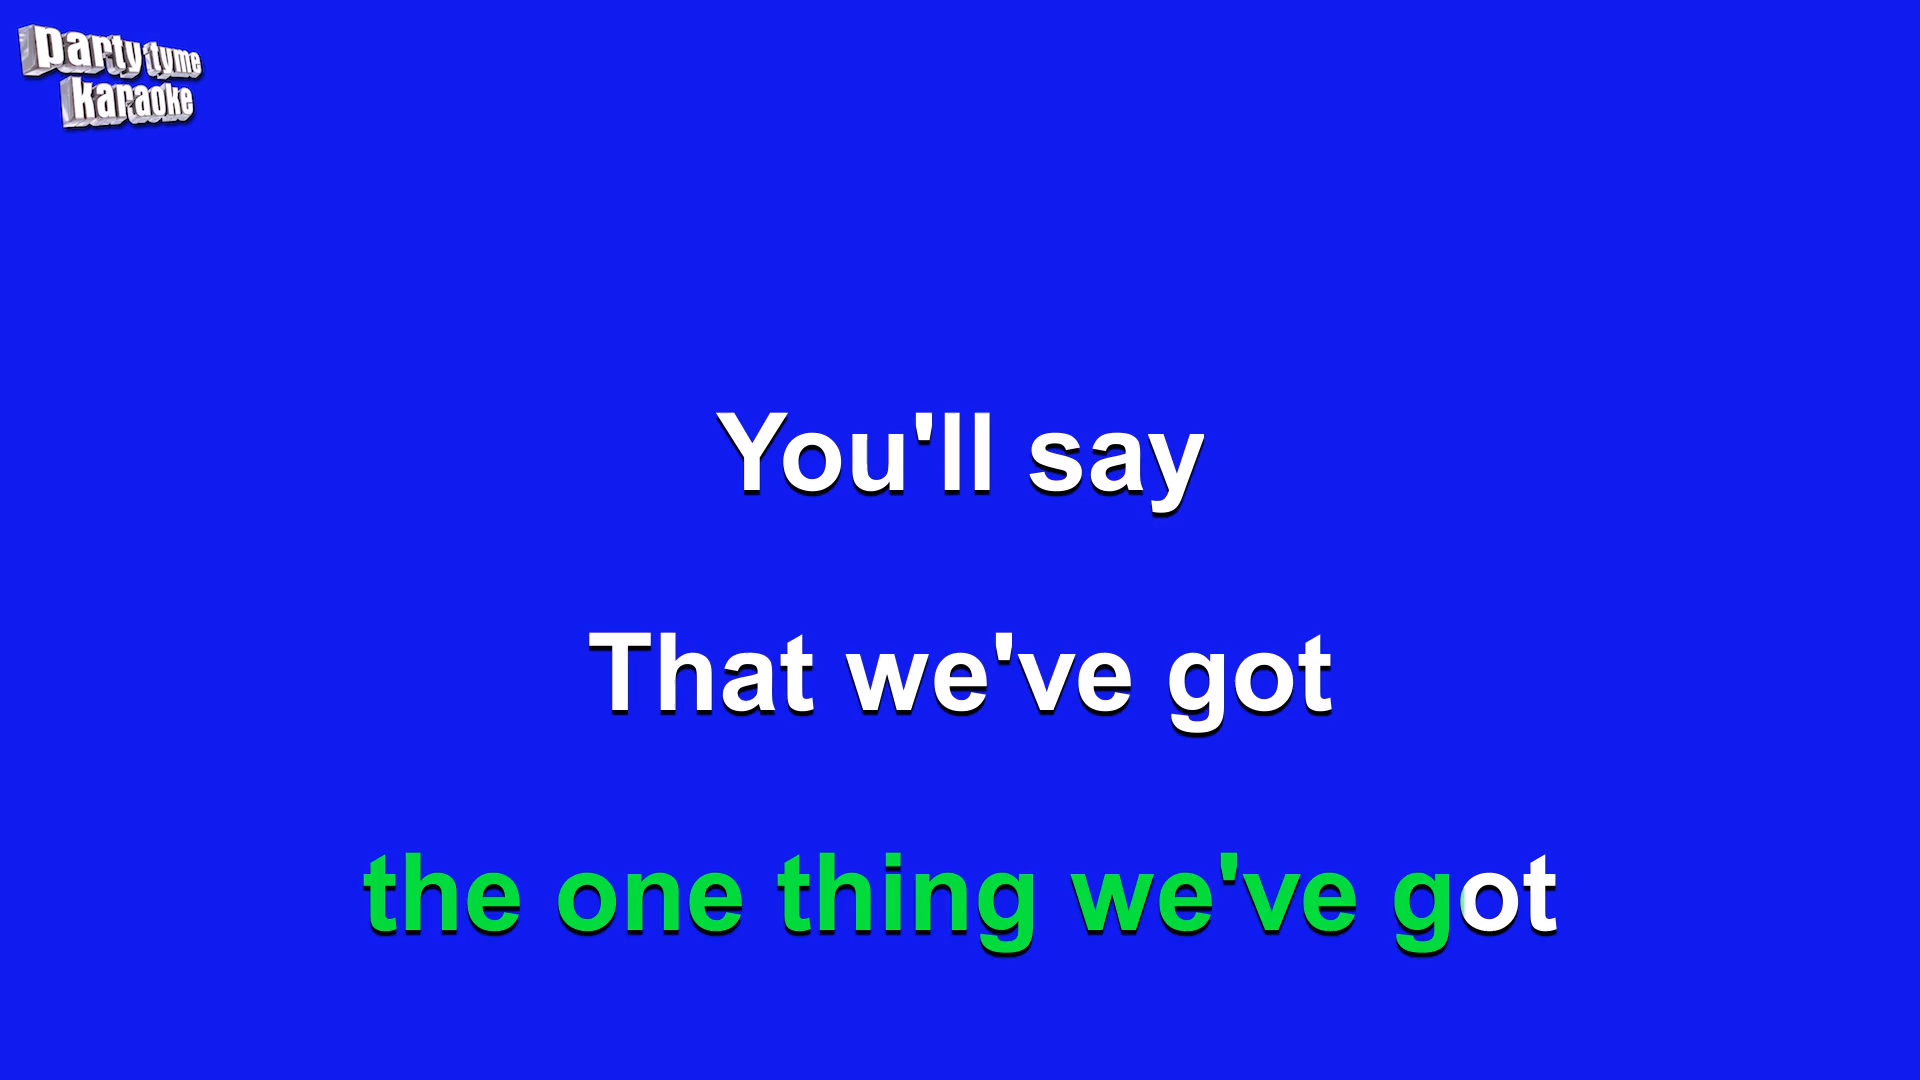 party tyme
karaoke
You'll say
That we've got
the one thing we've got